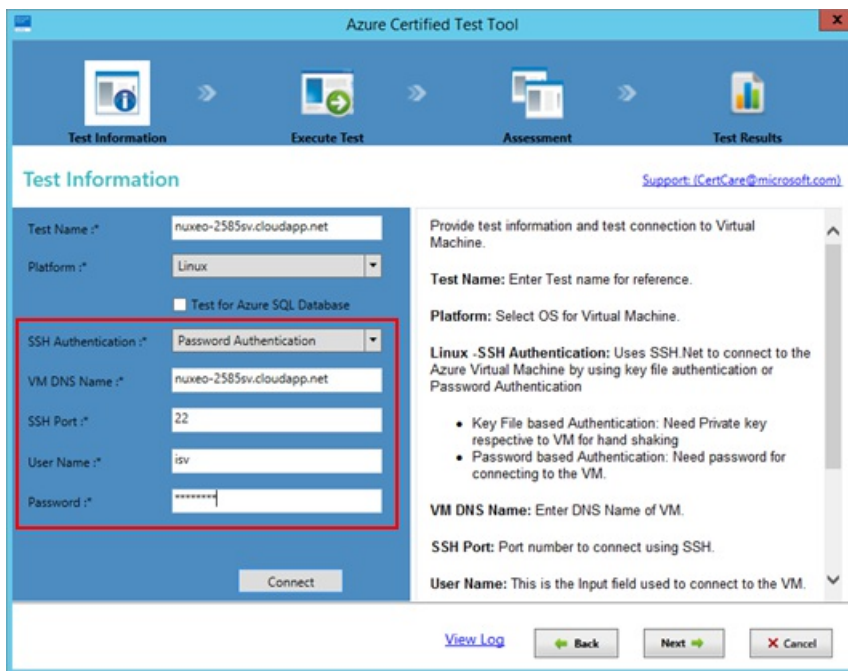 Azure Certified Test Tool
x
Test Information
Execute Test
Assessment
Test Results
Test Information
Support: (CertCare@microsoft.com)
Test Name :*
nuxeo-2585sv.cloudapp.net
Platform :*
Linux
Test for Azure SQL Database
SSH Authentication :*
Password Authentication
VM DNS Name :*
nuxeo-2585sv.cloudapp.net
SSH Port :*
22
User Name :*
isv
Password :*
********
Connect
Provide test information and test connection to Virtual
Machine.
Test Name: Enter Test name for reference.
Platform: Select OS for Virtual Machine.
Linux -SSH Authentication: Uses SSH.Net to connect to the
Azure Virtual Machine by using key file authentication or
Password Authentication
• Key File based Authentication: Need Private key
respective to VM for hand shaking
• Password based Authentication: Need password for
connecting to the VM.
VM DNS Name: Enter DNS Name of VM.
SSH Port: Port number to connect using SSH.
User Name: This is the Input field used to connect to the VM.
View Log
Back
Next
X Cancel